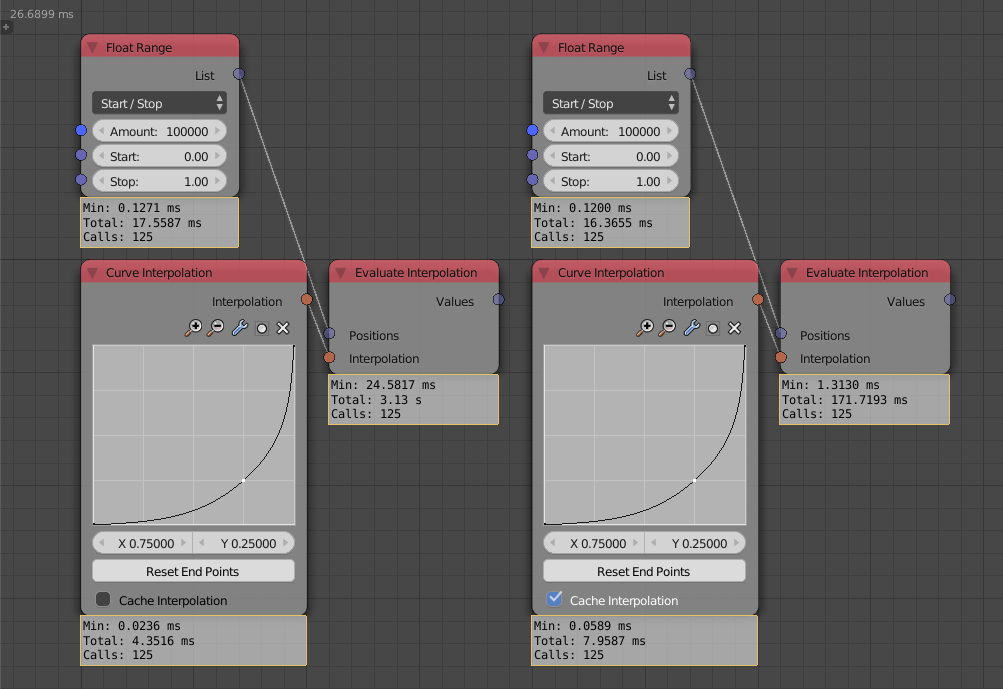 26.6899 ms
Float Range
List
Start / Stop
Amount: 100000
Start: 0.00
Stop: 1.00
Min: 0.1271 ms
Total: 17.5587 ms
Calls: 125
Curve Interpolation
Interpolation
X 0.75000 Y 0.25000
Reset End Points
Cache Interpolation
Min: 0.0236 ms
Total: 4.3516 ms
Calls: 125
Evaluate Interpolation
Values
Positions
Interpolation
Min: 24.5817 ms
Total: 3.13 s
Calls: 125
Float Range
List
Start / Stop
Amount: 100000
Start: 0.00
Stop: 1.00
Min: 0.1200 ms
Total: 16.3655 ms
Calls: 125
Curve Interpolation
Interpolation
X 0.75000 Y 0.25000
Reset End Points
Cache Interpolation
Min: 0.0589 ms
Total: 7.9587 ms
Calls: 125
Evaluate Interpolation
Values
Positions
Interpolation
Min: 1.3130 ms
Total: 171.7193 ms
Calls: 125